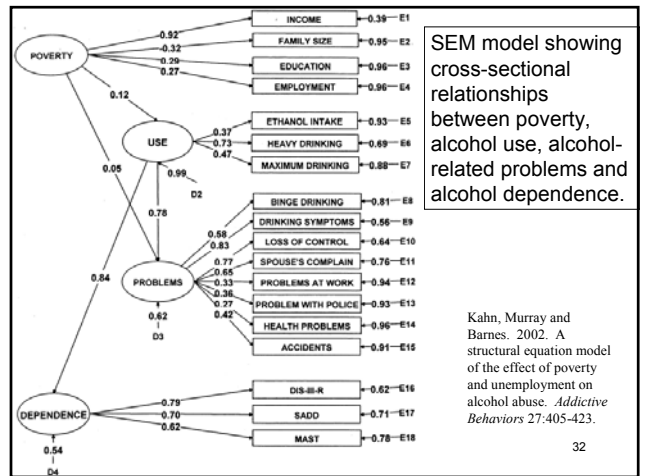 INCOME 0.39 E1
0.92
FAMILY SIZE 0.95 E2
POVERTY
-0.32
EDUCATION 0.96 E3
0.29
0.27
EMPLOYMENT 0.96 E4
0.12
ETHANOL INTAKE 0.93 E5
0.37
USE
0.73
HEAVY DRINKING 0.69 E6
0.47
MAXIMUM DRINKING 0.88 E7
0.05
0.99
D2
BINGE DRINKING 0.81 E8
0.78
0.58
DRINKING SYMPTOMS 0.56 E9
0.83
LOSS OF CONTROL 0.64 E10
0.77
SPOUSE'S COMPLAIN 0.76 E11
0.65
0.84
PROBLEMS
0.33
PROBLEMS AT WORK 0.94 E12
0.36
PROBLEM WITH POLICE 0.93 E13
0.27
HEALTH PROBLEMS 0.96 E14
0.42
0.62
ACCIDENTS 0.91 E15
D3
DIS-III-R 0.62 E16
0.79
DEPENDENCE
0.70
SADD 0.71 E17
0.62
MAST 0.78 E18
0.54
D4
SEM model showing
cross-sectional
relationships
between poverty,
alcohol use, alcohol-
related problems and
alcohol dependence.
Kahn, Murray and
Barnes. 2002. A
structural equation model
of the effect of poverty
and unemployment on
alcohol abuse. Addictive
Behaviors 27:405-423.
32